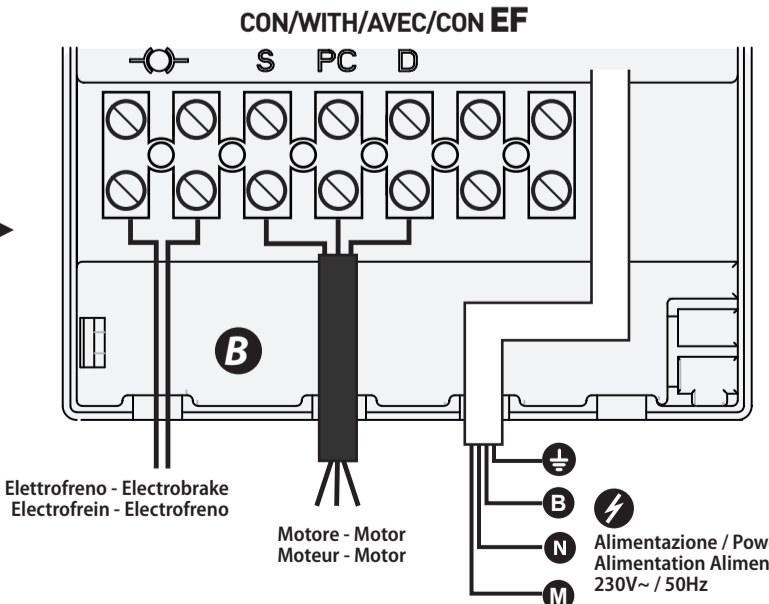 CON/WITH/AVEC/CON EF
S PC D
B
Elettrofreno - Electrobrake
Electrofrein - Electrofreno
Motore - Motor
Moteur - Motor
B
N
Alimentazione / Pow
Alimentation Alimen
230V~ / 50Hz
M